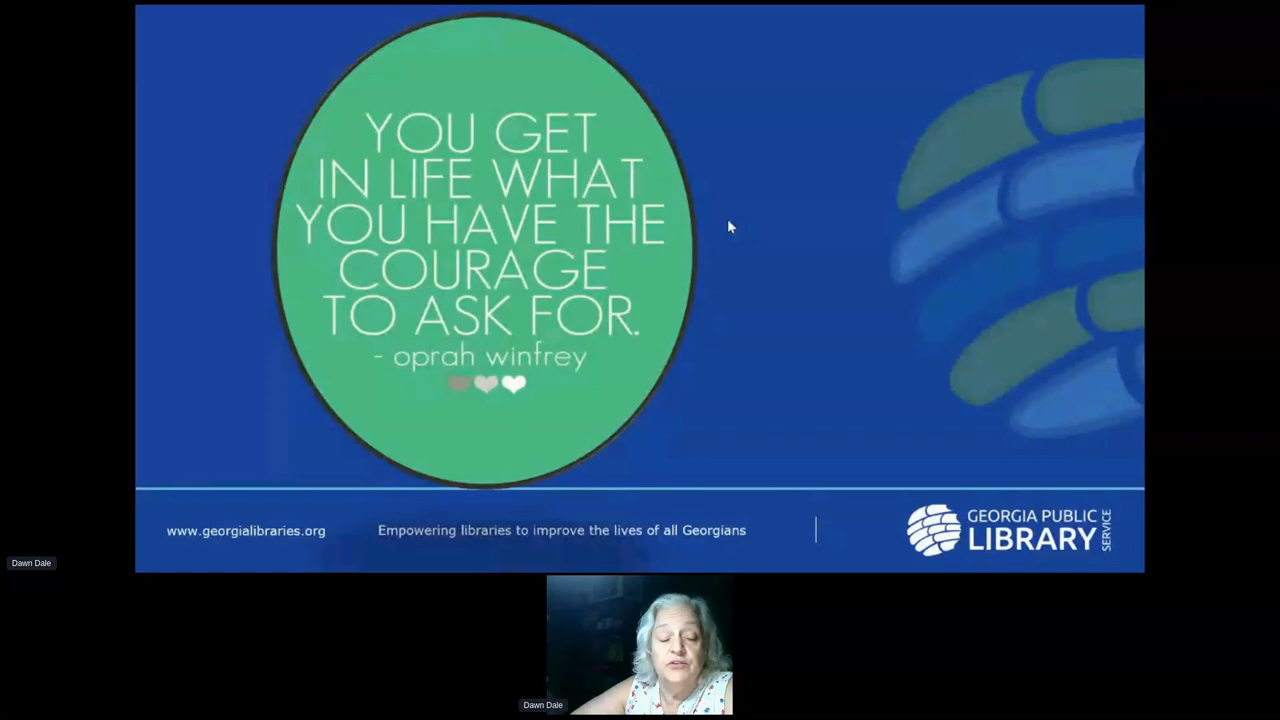 YOU GET
IN LIFE WHAT
YOU HAVE THE
COURAGE
TO ASK FOR.
- oprah winfrey
www.georgialibraries.org
Empowering libraries to improve the lives of all Georgians
GEORGIA PUBLIC
LIBRARY
SERVICE
Dawn Dale
Dawn Dale